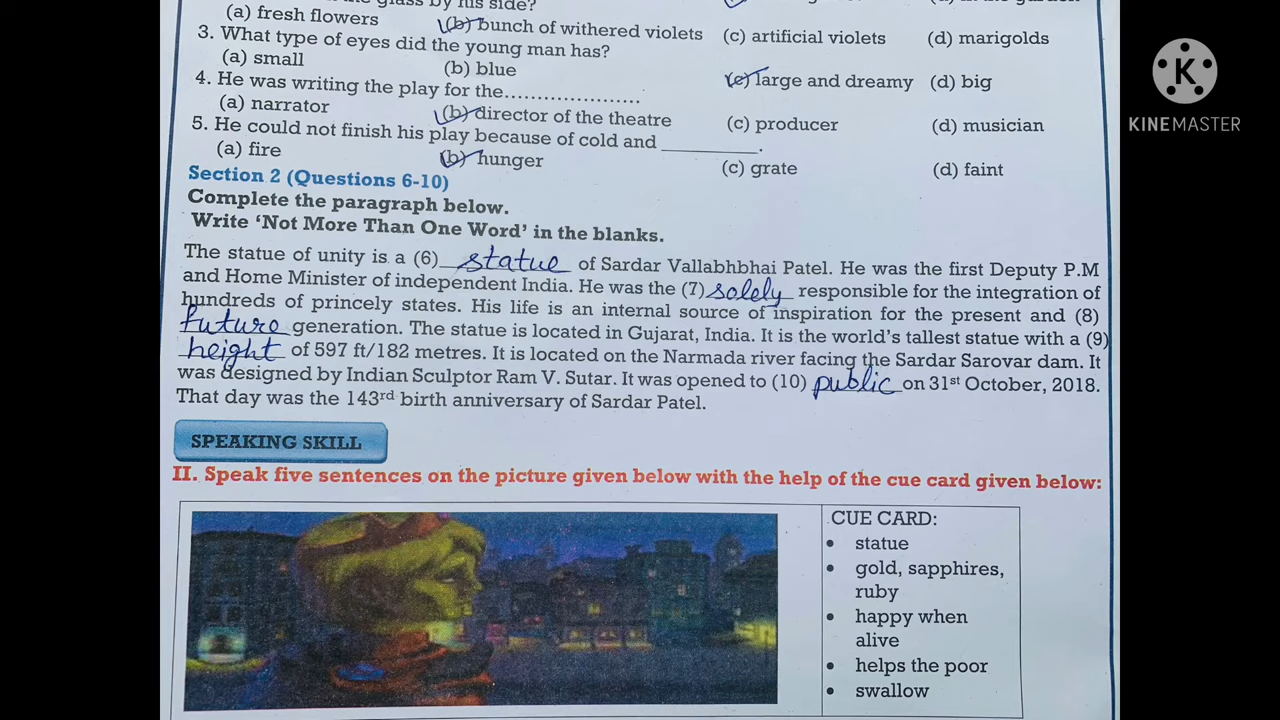 glass by his side?
(a) fresh flowers (b) bunch of withered violets (c) artificial violets (d) marigolds
3. What type of eyes did the young man has?
(a) small (b) blue (c) large and dreamy (d) big
4. He was writing the play for the.....................
(a) narrator (b) director of the theatre (c) producer (d) musician
5. He could not finish his play because of cold and __________.
(a) fire (b) hunger (c) grate (d) faint
Section 2 (Questions 6-10)
Complete the paragraph below.
Write ‘Not More Than One Word’ in the blanks.
The statue of unity is a (6) statue of Sardar Vallabhbhai Patel. He was the first Deputy P.M
and Home Minister of independent India. He was the (7) solely responsible for the integration of
hundreds of princely states. His life is an internal source of inspiration for the present and (8)
future generation. The statue is located in Gujarat, India. It is the world's tallest statue with a (9)
height of 597 ft/182 metres. It is located on the Narmada river facing the Sardar Sarovar dam. It
was designed by Indian Sculptor Ram V. Sutar. It was opened to (10) public on 31st October, 2018.
That day was the 143rd birth anniversary of Sardar Patel.
SPEAKING SKILL
II. Speak five sentences on the picture given below with the help of the cue card given below:
CUE CARD:
• statue
• gold, sapphires,
ruby
• happy when
alive
• helps the poor
• swallow
K
KINEMASTER